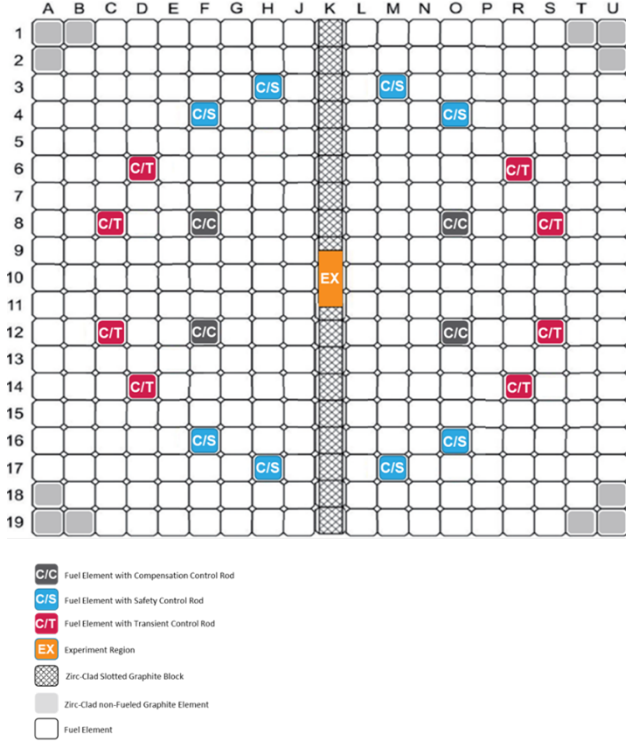 A B C D E F G H J K L M N O P R S T U
1
2
3 C/S C/S
4 C/S C/S
5
6 C/T C/T
7
8 C/T C/C C/C C/T
9
10 EX
11
12 C/T C/C C/C C/T
13
14 C/T C/T
15
16 C/S C/S
17 C/S C/S
18
19
C/C Fuel Element with Compensation Control Rod
C/S Fuel Element with Safety Control Rod
C/T Fuel Element with Transient Control Rod
EX Experiment Region
Zirc-Clad Slotted Graphite Block
Zirc-Clad non-Fueled Graphite Element
Fuel Element